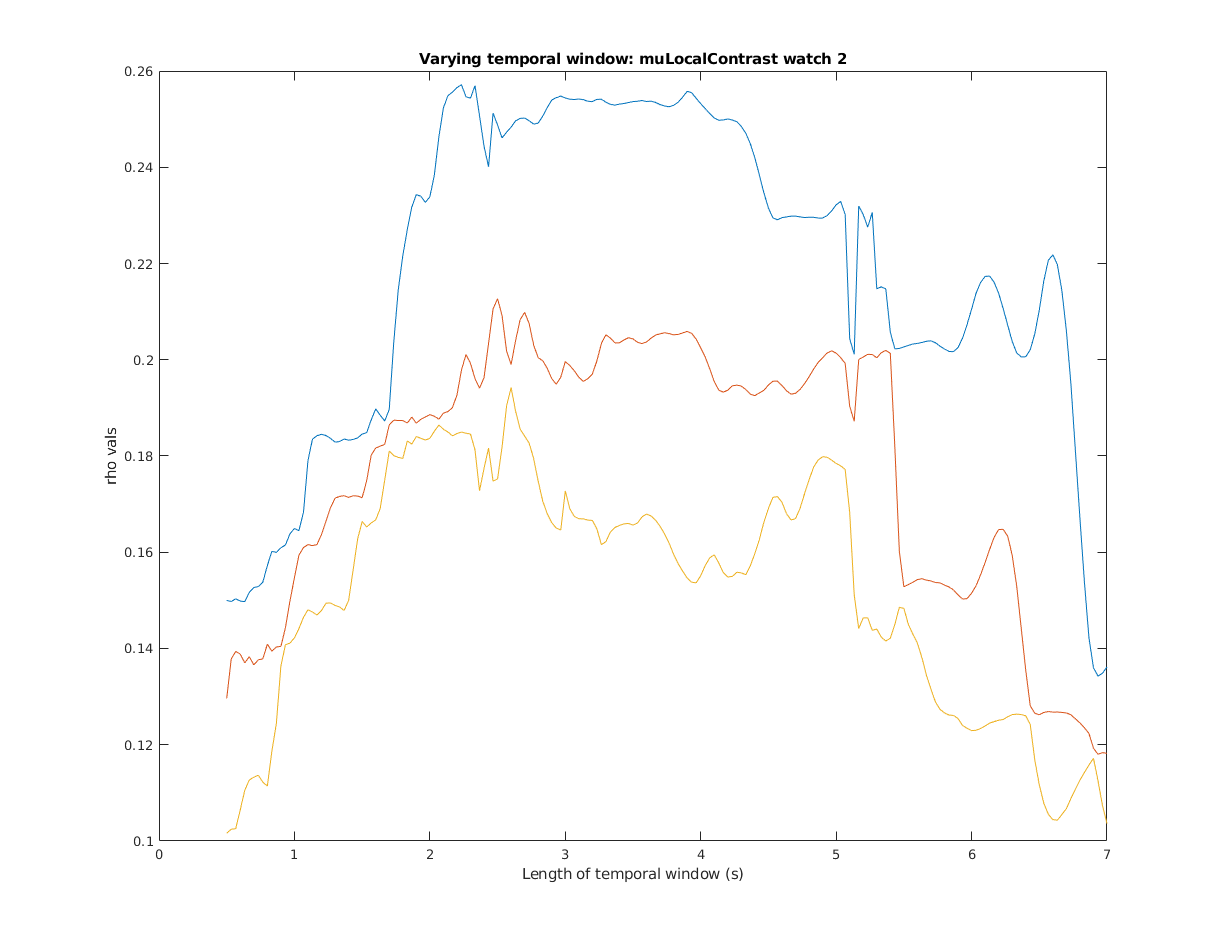 Varying temporal window: muLocalContrast watch 2
0.26
0.24
0.22
0.2
0.18
0.16
0.14
0.12
0.1
rho vals
0 1 2 3 4 5 6 7
Length of temporal window (s)